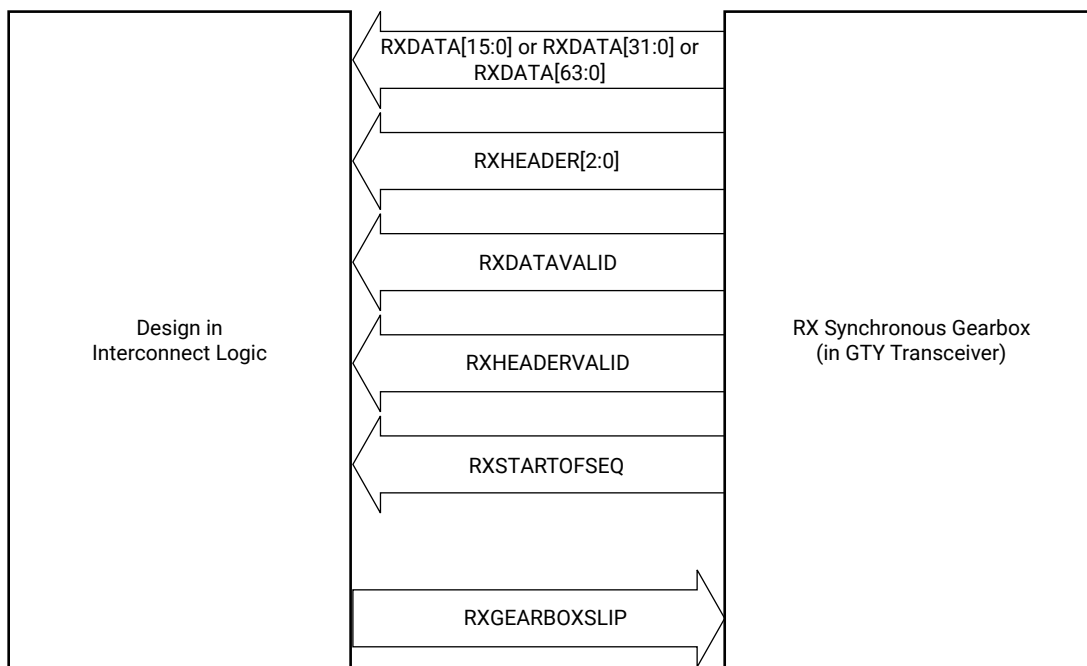 RXDATA[15:0] or RXDATA[31:0] or
RXDATA[63:0]
RXHEADER[2:0]
RXDATAVALID
Design in
Interconnect Logic
RX Synchronous Gearbox
(in GTY Transceiver)
RXHEADERVALID
RXSTARTOFSEQ
RXGEARBOXSLIP